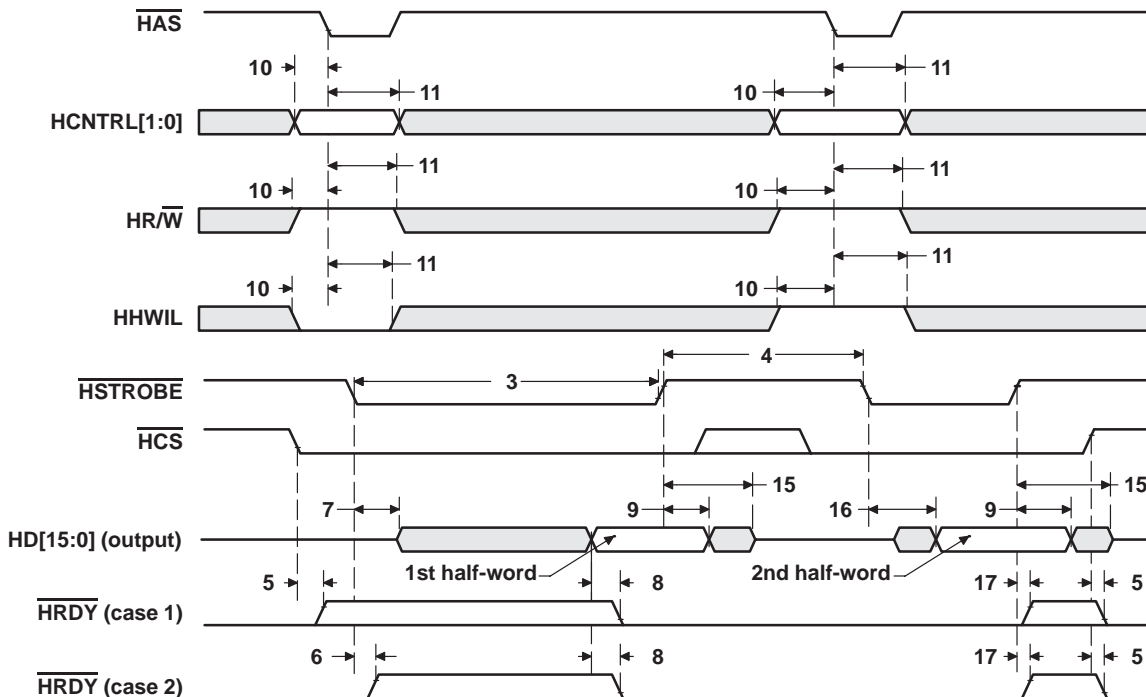 HAS
10 11 10 11
HCNTRL[1:0]
11 11
10 10
HR/W
11 11
10 10
HHWIL
4
HSTROBE 3
HCS
15 15
7 9 16 9
HD[15:0] (output)
1st half-word 2nd half-word
5 8 17 5
HRDY (case 1)
6 8 17 5
HRDY (case 2)